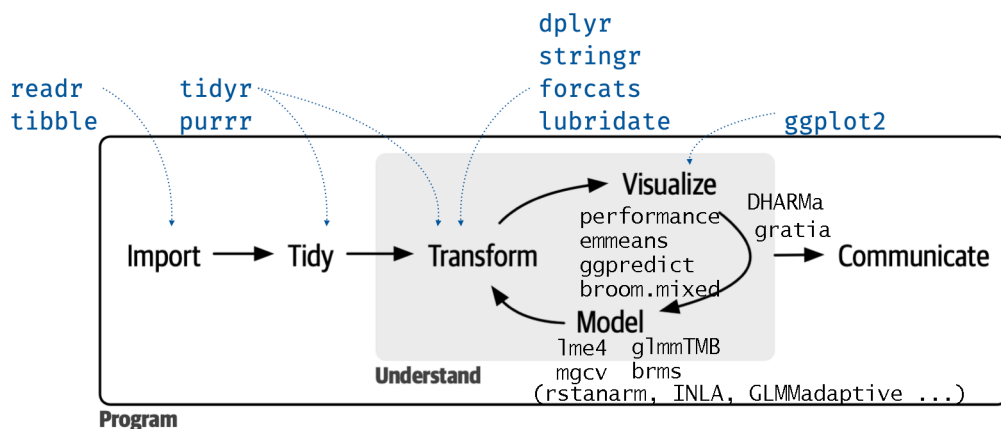 dplyr
stringr
readr tidyr forcats
tibble purrr lubridate ggplot2
Visualize
DHARMa
performance
gratia
emmeans
Import Tidy Transform Communicate
ggpredict
broom.mixed
Model
lme4 glmmTMB
mgcv brms
Understand
(rstanarm, INLA, GLMMadaptive ...)
Program